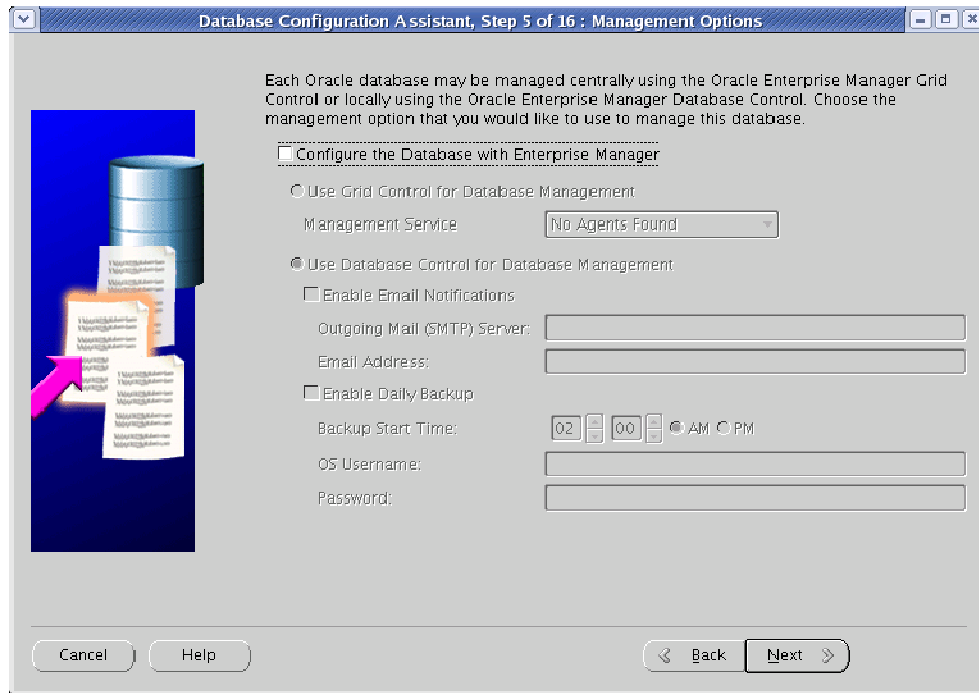 Database Configuration Assistant, Step 5 of 16 : Management Options
Each Oracle database may be managed centrally using the Oracle Enterprise Manager Grid
Control or locally using the Oracle Enterprise Manager Database Control. Choose the
management option that you would like to use to manage this database.
Configure the Database with Enterprise Manager
Use Grid Control for Database Management
Management Service No Agents Found
Use Database Control for Database Management
Enable Email Notifications
Outgoing Mail (SMTP) Server:
Email Address:
Enable Daily Backup
Backup Start Time: 02 00 AM PM
OS Username:
Password:
Cancel Help Back Next